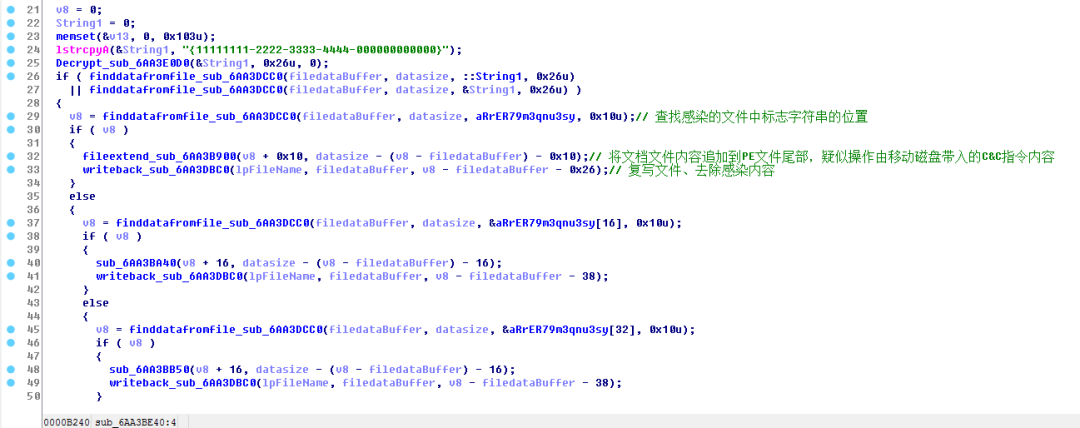 21 v8 = 0;
22 String1 = 0;
23 memset(&v13, 0, 0x103u);
24 lstrcpyA(&String1, "{11111111-2222-3333-4444-000000000000}");
25 Decrypt_sub_6AA3E0D0(&String1, 0x26u, 0);
26 if ( finddatafromfile_sub_6AA3DCC0(filedataBuffer, datasize, ::String1, 0x26u)
27 || finddatafromfile_sub_6AA3DCC0(filedataBuffer, datasize, &String1, 0x26u) )
28 {
29 v8 = finddatafromfile_sub_6AA3DCC0(filedataBuffer, datasize, aRrER79m3qnu3sy, 0x10u);// 查找感染的文件中标志字符串的位置
30 if ( v8 )
31 {
32 fileextend_sub_6AA3B900(v8 + 0x10, datasize - (v8 - filedataBuffer) - 0x10);// 将文档文件内容追加到PE文件尾部，疑似操作由移动磁盘带入的C&C指令内容
33 writeback_sub_6AA3DBC0(lpFileName, filedataBuffer, v8 - filedataBuffer - 0x26);// 复写文件、去除感染内容
34 }
35 else
36 {
37 v8 = finddatafromfile_sub_6AA3DCC0(filedataBuffer, datasize, &aRrER79m3qnu3sy[16], 0x10u);
38 if ( v8 )
39 {
40 sub_6AA3BA40(v8 + 16, datasize - (v8 - filedataBuffer) - 16);
41 writeback_sub_6AA3DBC0(lpFileName, filedataBuffer, v8 - filedataBuffer - 38);
42 }
43 else
44 {
45 v8 = finddatafromfile_sub_6AA3DCC0(filedataBuffer, datasize, &aRrER79m3qnu3sy[32], 0x10u);
46 if ( v8 )
47 {
48 sub_6AA3BB50(v8 + 16, datasize - (v8 - filedataBuffer) - 16);
49 writeback_sub_6AA3DBC0(lpFileName, filedataBuffer, v8 - filedataBuffer - 38);
50 }
0000B240 sub_6AA3BE40:4